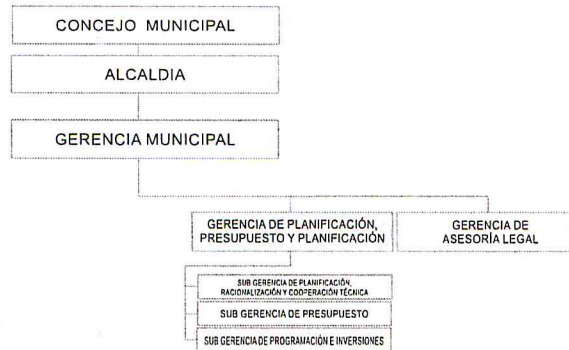 CONCEJO MUNICIPAL
ALCALDIA
GERENCIA MUNICIPAL
GERENCIA DE PLANIFICACIÓN,
PRESUPUESTO Y PLANIFICACIÓN
GERENCIA DE
ASESORÍA LEGAL
SUB GERENCIA DE PLANIFICACIÓN,
RACIONALIZACIÓN Y COOPERACIÓN TÉCNICA
SUB GERENCIA DE PRESUPUESTO
SUB GERENCIA DE PROGRAMACIÓN E INVERSIONES